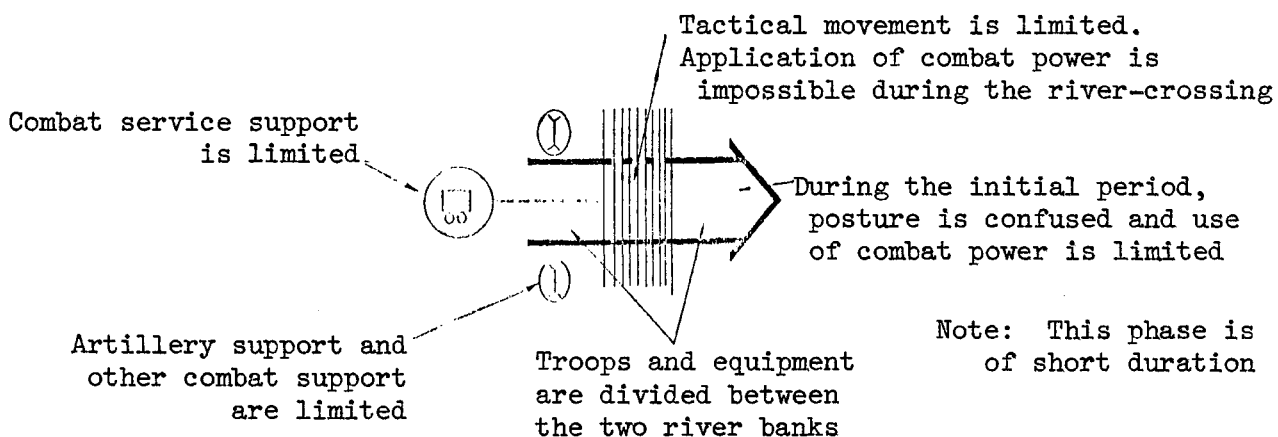 Tactical movement is limited.
Application of combat power is
impossible during the river-crossing
Combat service support
is limited
During the initial period,
posture is confused and use
of combat power is limited
Artillery support and
other combat support
are limited
Troops and equipment
are divided between
the two river banks
Note: This phase is
of short duration